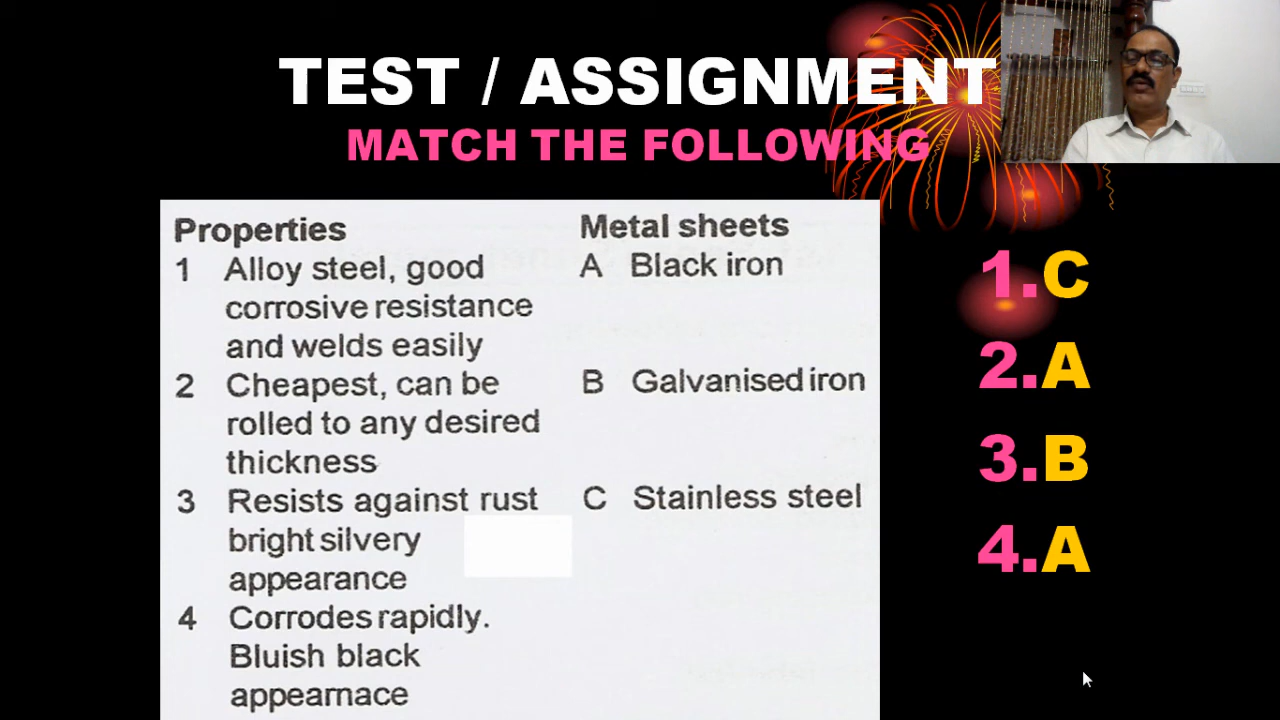 TEST / ASSIGNMENT
MATCH THE FOLLOWING
Properties Metal sheets
1 Alloy steel, good A Black iron
corrosive resistance
and welds easily
2 Cheapest, can be B Galvanised iron
rolled to any desired
thickness
3 Resists against rust C Stainless steel
bright silvery
appearance
4 Corrodes rapidly.
Bluish black
appearnace
1.C
2.A
3.B
4.A